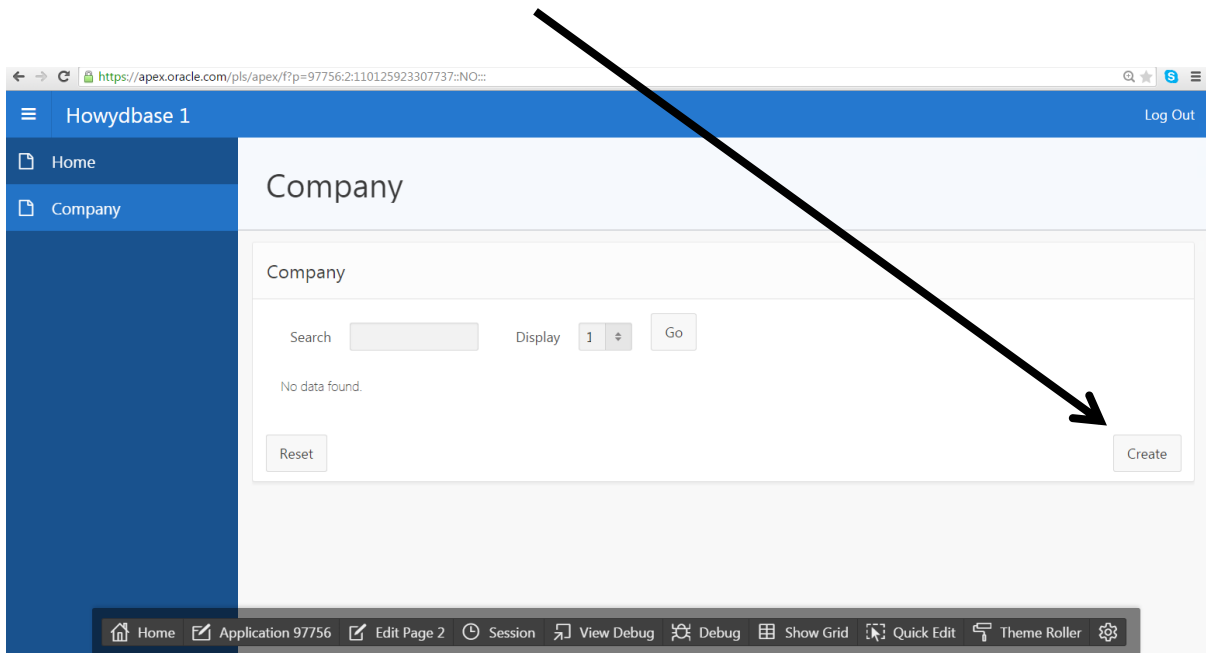 https://apex.oracle.com/pls/apex/f?p=97756:2:110125923307737::NO:::
Howydbase 1
Log Out
Home
Company
Company
Company
Search
Display 1 Go
No data found.
Reset
Create
Home Application 97756 Edit Page 2 Session View Debug Debug Show Grid Quick Edit Theme Roller